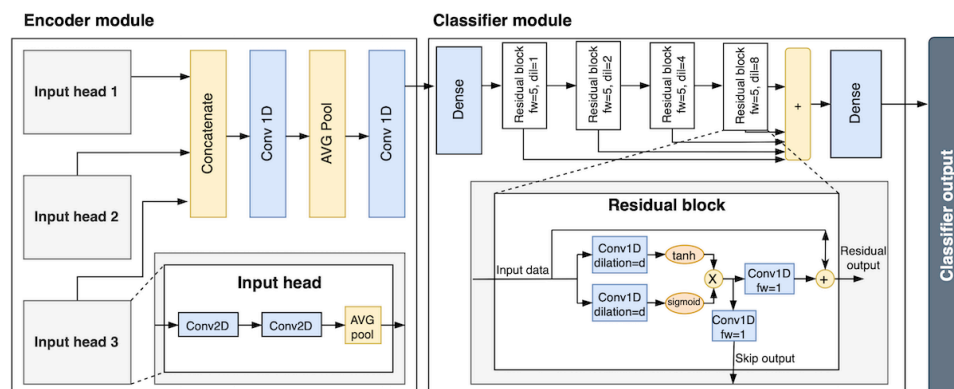 Encoder module
Input head 1
Input head 2
Input head 3
Concatenate
Conv 1D
AVG Pool
Conv 1D
Input head
Conv2D
Conv2D
AVG
pool
Classifier module
Dense
Residual block
fw=5, dil=1
Residual block
fw=5, dil=2
Residual block
fw=5, dil=4
Residual block
fw=5, dil=8
+
Dense
Residual block
Input data
Conv1D
dilation=d
tanh
Conv1D
dilation=d
sigmoid
X
Conv1D
fw=1
+
Residual
output
Conv1D
fw=1
Skip output
Classifier output